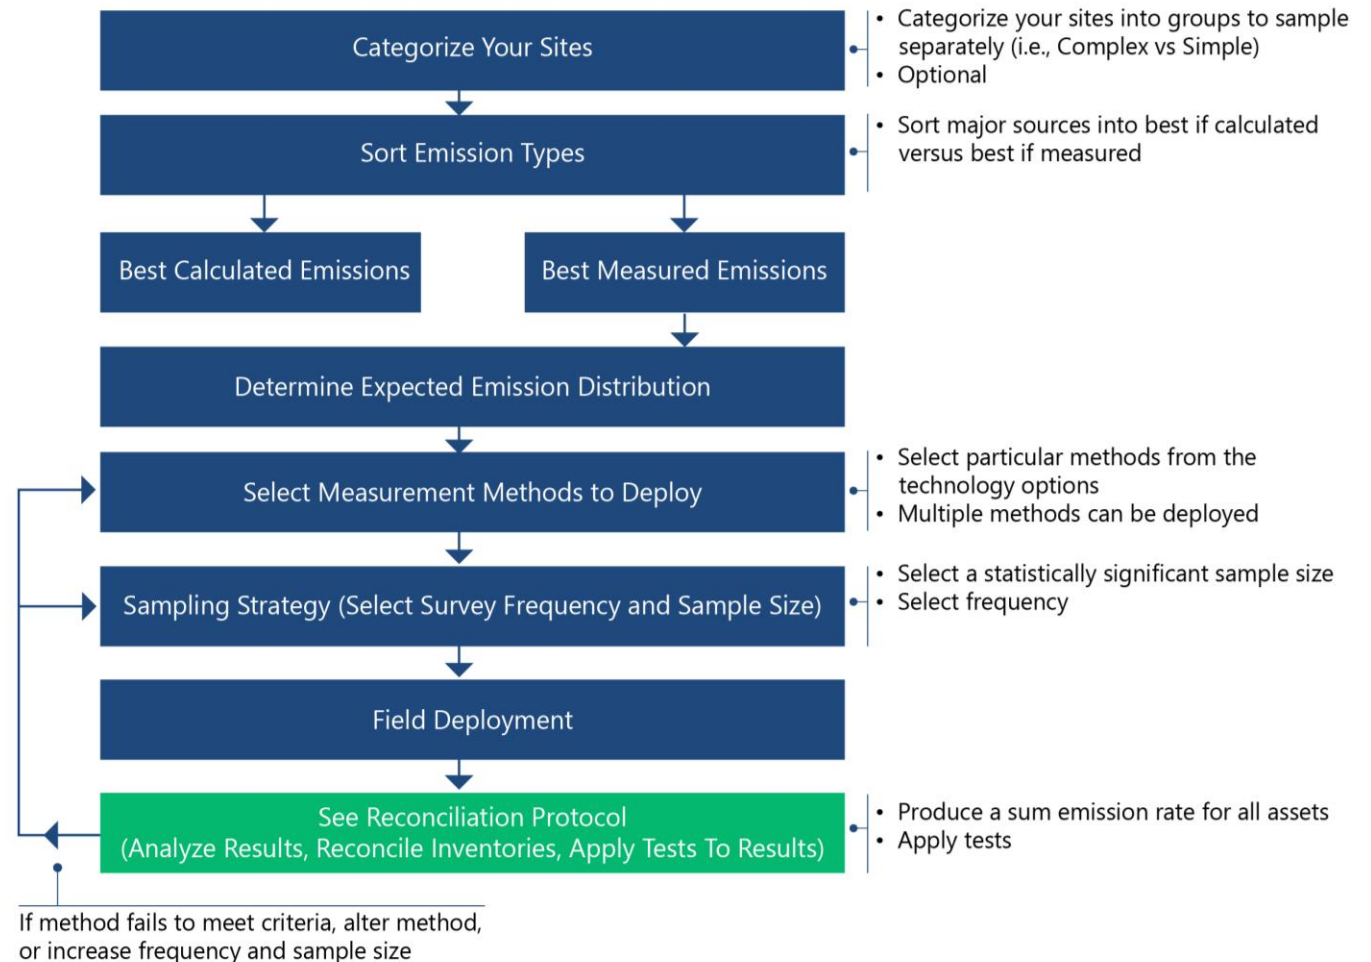 Categorize Your Sites
• Categorize your sites into groups to sample
separately (i.e., Complex vs Simple)
• Optional
Sort Emission Types
• Sort major sources into best if calculated
versus best if measured
Best Calculated Emissions
Best Measured Emissions
Determine Expected Emission Distribution
Select Measurement Methods to Deploy
• Select particular methods from the
technology options
• Multiple methods can be deployed
Sampling Strategy (Select Survey Frequency and Sample Size)
• Select a statistically significant sample size
• Select frequency
Field Deployment
See Reconciliation Protocol
(Analyze Results, Reconcile Inventories, Apply Tests To Results)
• Produce a sum emission rate for all assets
• Apply tests
If method fails to meet criteria, alter method,
or increase frequency and sample size